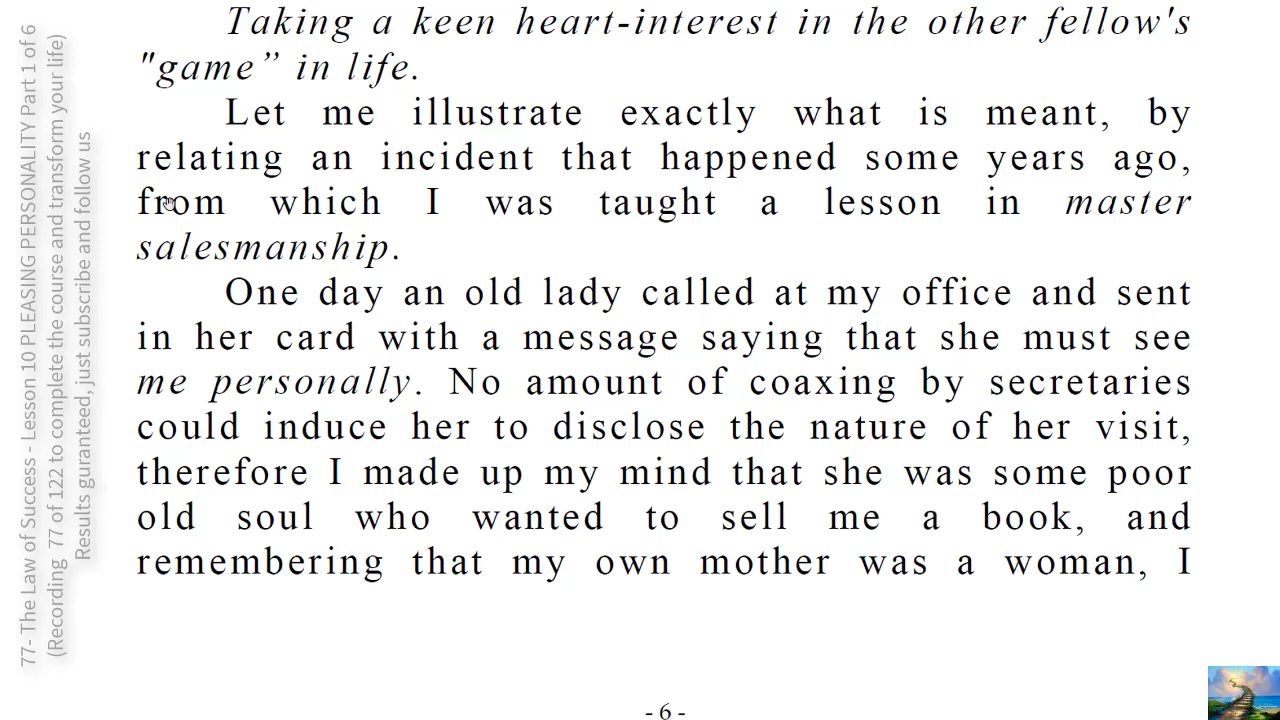 Taking a keen heart-interest in the other fellow's
"game” in life.
Let me illustrate exactly what is meant, by
relating an incident that happened some years ago,
from which I was taught a lesson in master
salesmanship.
One day an old lady called at my office and sent
in her card with a message saying that she must see
me personally. No amount of coaxing by secretaries
could induce her to disclose the nature of her visit,
therefore I made up my mind that she was some poor
old soul who wanted to sell me a book, and
remembering that my own mother was a woman, I
- 6 -
77- The Law of Success - Lesson 10 PLEASING PERSONALITY Part 1 of 6
(Recording 77 of 122 to complete the course and transform your life)
Results guranteed, just subscribe and follow us